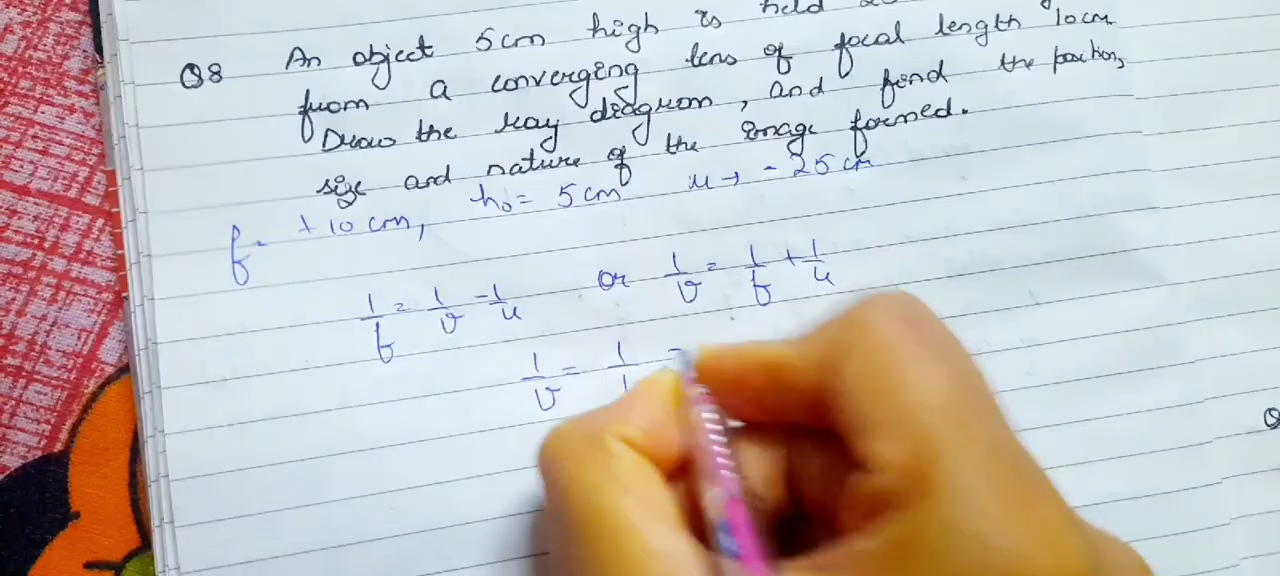 Q8 An object 5cm high is held
from a converging lens of focal length 10cm
Draw the ray diagram, and find the position,
size and nature of the image formed.
f = +10 cm, h₀ = 5 cm u → -25 cm
1/f = 1/v - 1/u or 1/v = 1/f + 1/u
1/v = 1/
Q